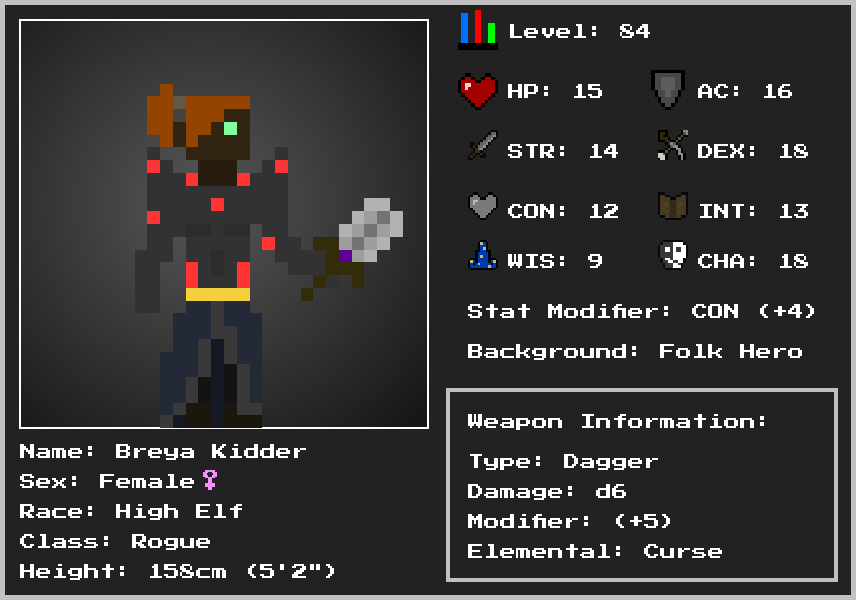 Level: 84
HP: 15 AC: 16
STR: 14 DEX: 18
CON: 12 INT: 13
WIS: 9 CHA: 18
Stat Modifier: CON (+4)
Background: Folk Hero
Weapon Information:
Type: Dagger
Damage: d6
Modifier: (+5)
Elemental: Curse
Name: Breya Kidder
Sex: Female♀
Race: High Elf
Class: Rogue
Height: 158cm (5'2")